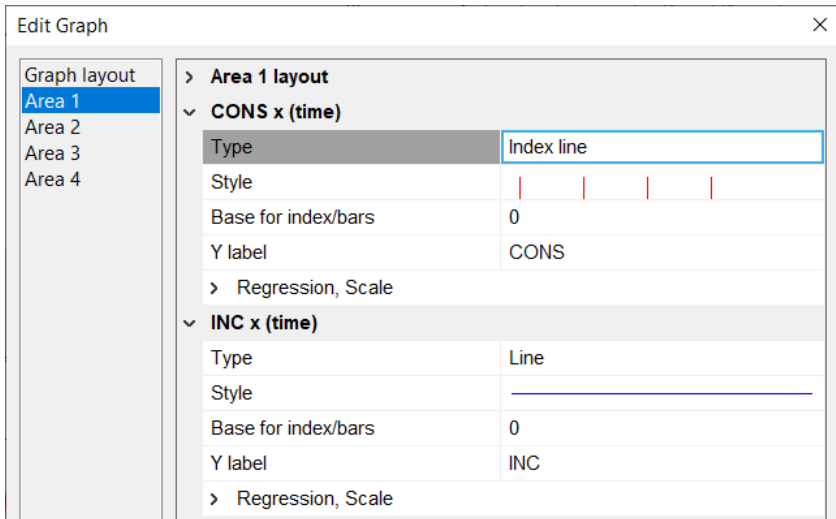 Edit Graph
Graph layout
Area 1
Area 2
Area 3
Area 4
Area 1 layout
CONS x (time)
Type Index line
Style
Base for index/bars 0
Y label CONS
Regression, Scale
INC x (time)
Type Line
Style
Base for index/bars 0
Y label INC
Regression, Scale